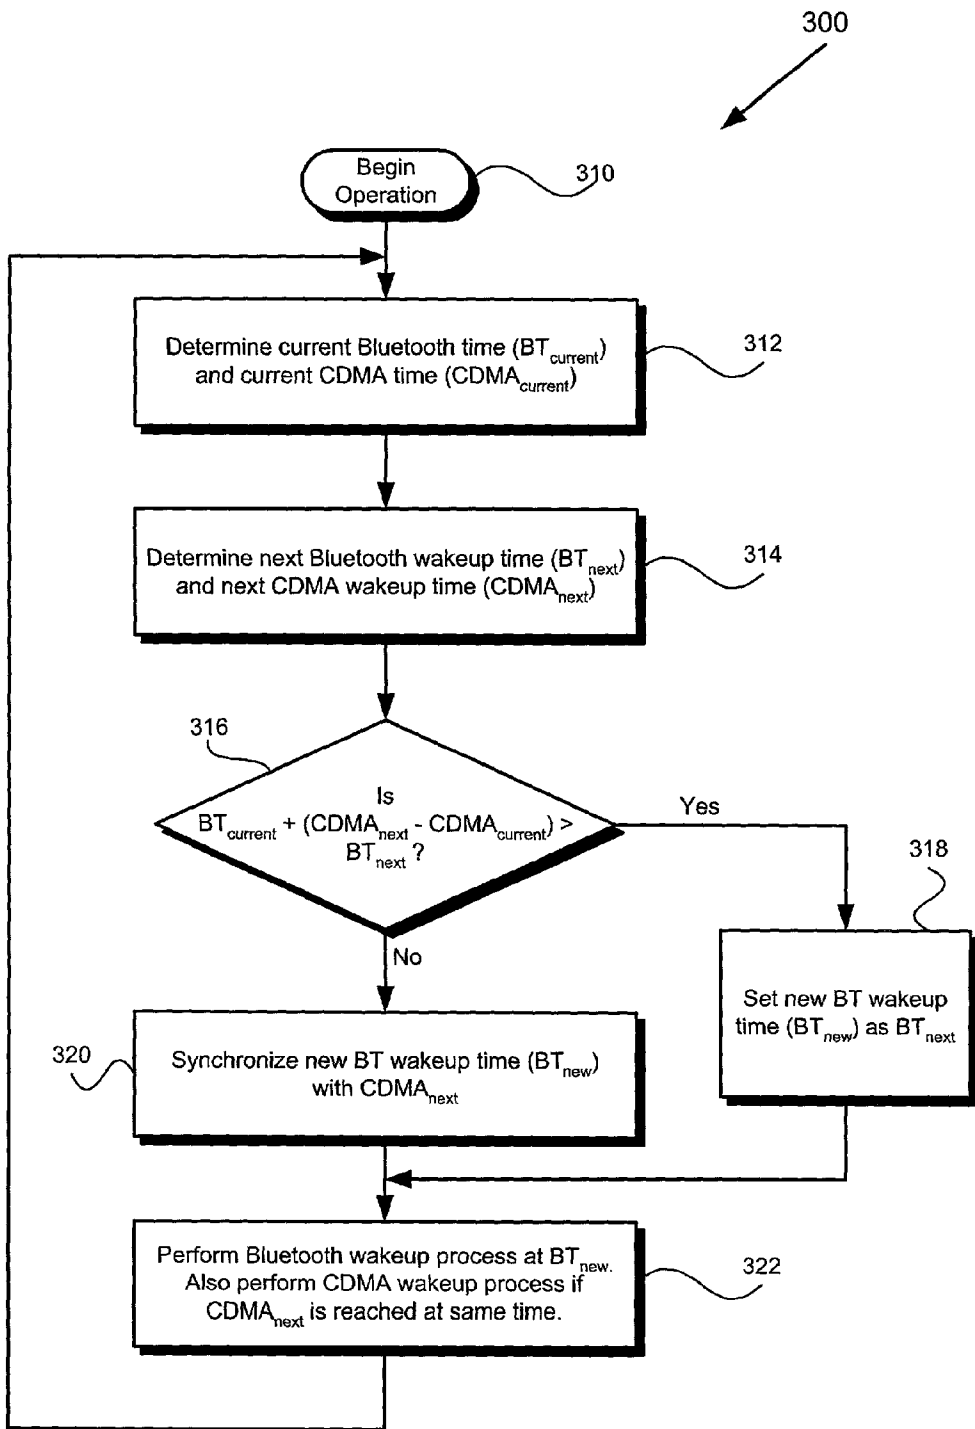 300
Begin
Operation
310
Determine current Bluetooth time (BTcurrent)
and current CDMA time (CDMAcurrent)
312
Determine next Bluetooth wakeup time (BTnext)
and next CDMA wakeup time (CDMAnext)
314
316
Is
BTcurrent + (CDMAnext - CDMAcurrent) >
BTnext ?
Yes
No
318
Set new BT wakeup
time (BTnew) as BTnext
320
Synchronize new BT wakeup time (BTnew)
with CDMAnext
Perform Bluetooth wakeup process at BTnew.
Also perform CDMA wakeup process if
CDMAnext is reached at same time.
322